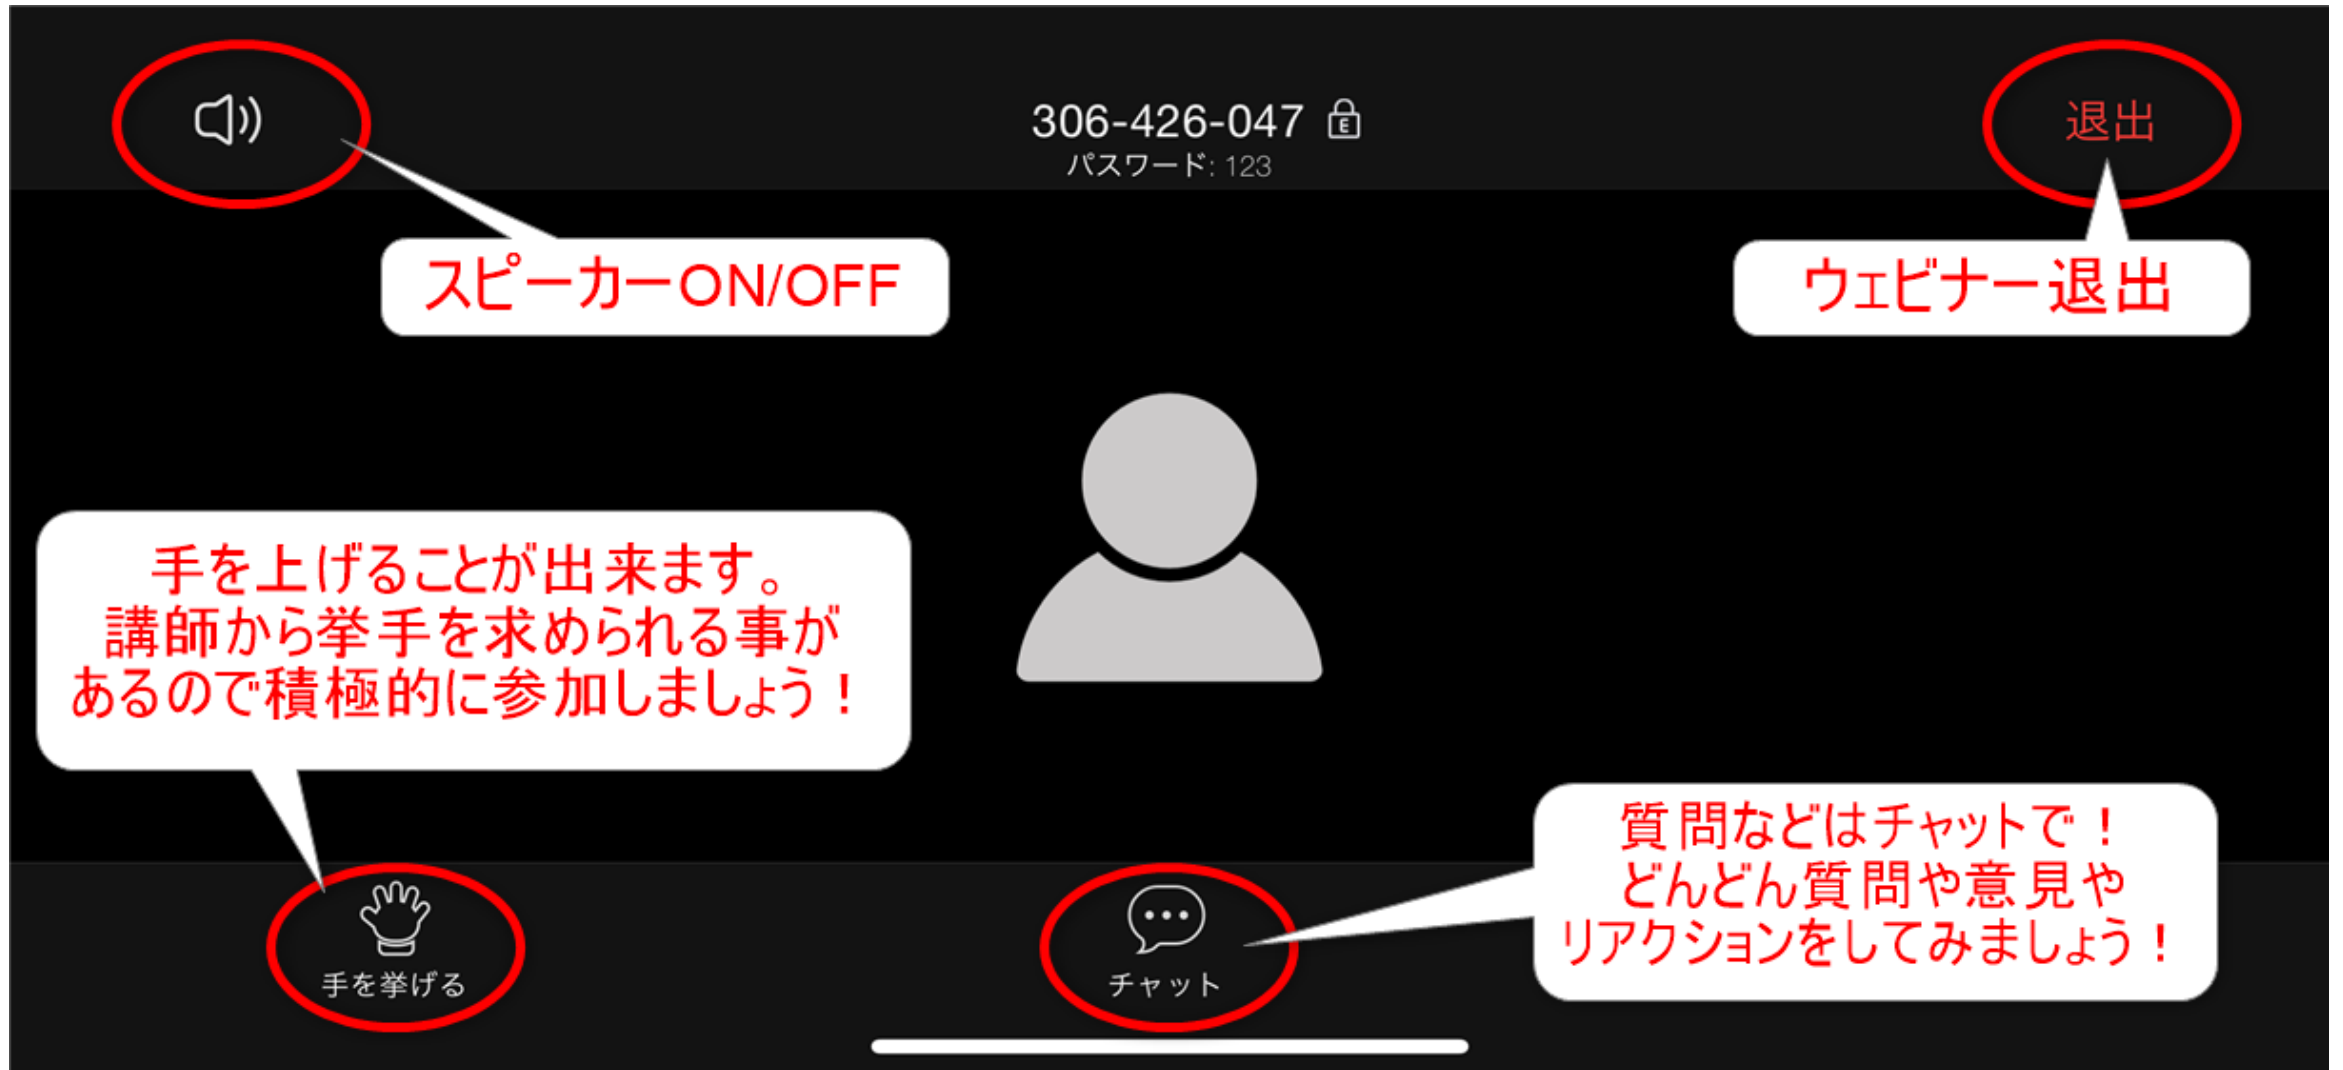 306-426-047
パスワード: 123
退出
スピーカーON/OFF
ウェビナー退出
手を上げることが出来ます。
講師から挙手を求められる事が
あるので積極的に参加しましょう！
質問などはチャットで！
どんどん質問や意見や
リアクションをしてみましょう！
手を挙げる
チャット